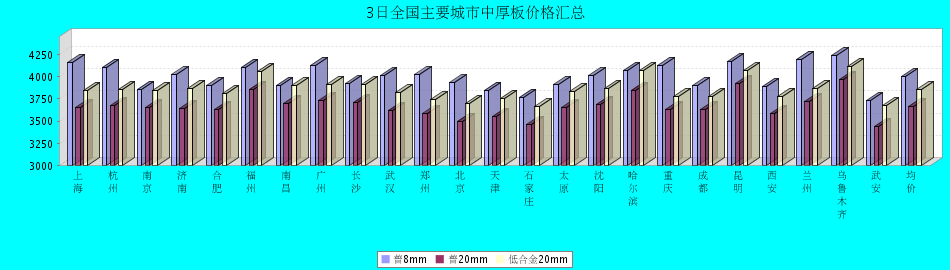 3日全国主要城市中厚板价格汇总
4250
4000
3750
3500
3250
3000
上海
杭州
南京
济南
合肥
福州
南昌
广州
长沙
武汉
郑州
北京
天津
石家庄
太原
沈阳
哈尔滨
重庆
成都
昆明
西安
兰州
乌鲁木齐
武安
均价
普8mm
普20mm
低合金20mm